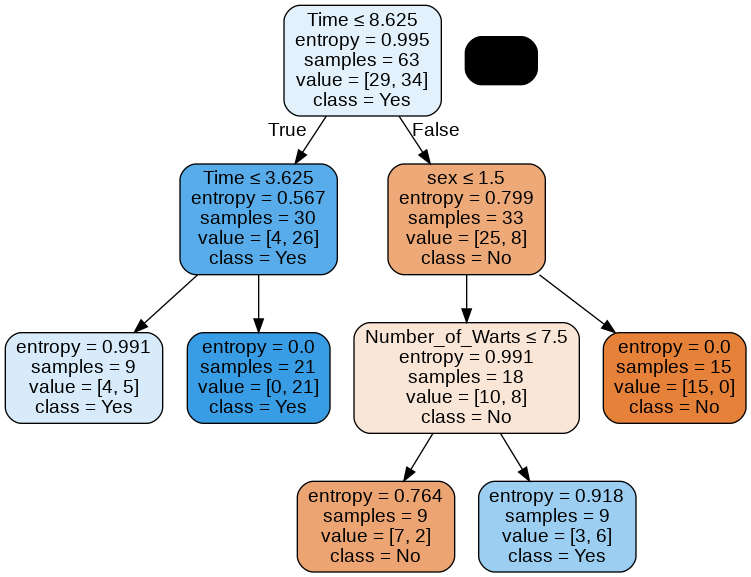 Time ≤ 8.625
entropy = 0.995
samples = 63
value = [29, 34]
class = Yes
True
False
Time ≤ 3.625
entropy = 0.567
samples = 30
value = [4, 26]
class = Yes
sex ≤ 1.5
entropy = 0.799
samples = 33
value = [25, 8]
class = No
entropy = 0.991
samples = 9
value = [4, 5]
class = Yes
entropy = 0.0
samples = 21
value = [0, 21]
class = Yes
Number_of_Warts ≤ 7.5
entropy = 0.991
samples = 18
value = [10, 8]
class = No
entropy = 0.0
samples = 15
value = [15, 0]
class = No
entropy = 0.764
samples = 9
value = [7, 2]
class = No
entropy = 0.918
samples = 9
value = [3, 6]
class = Yes